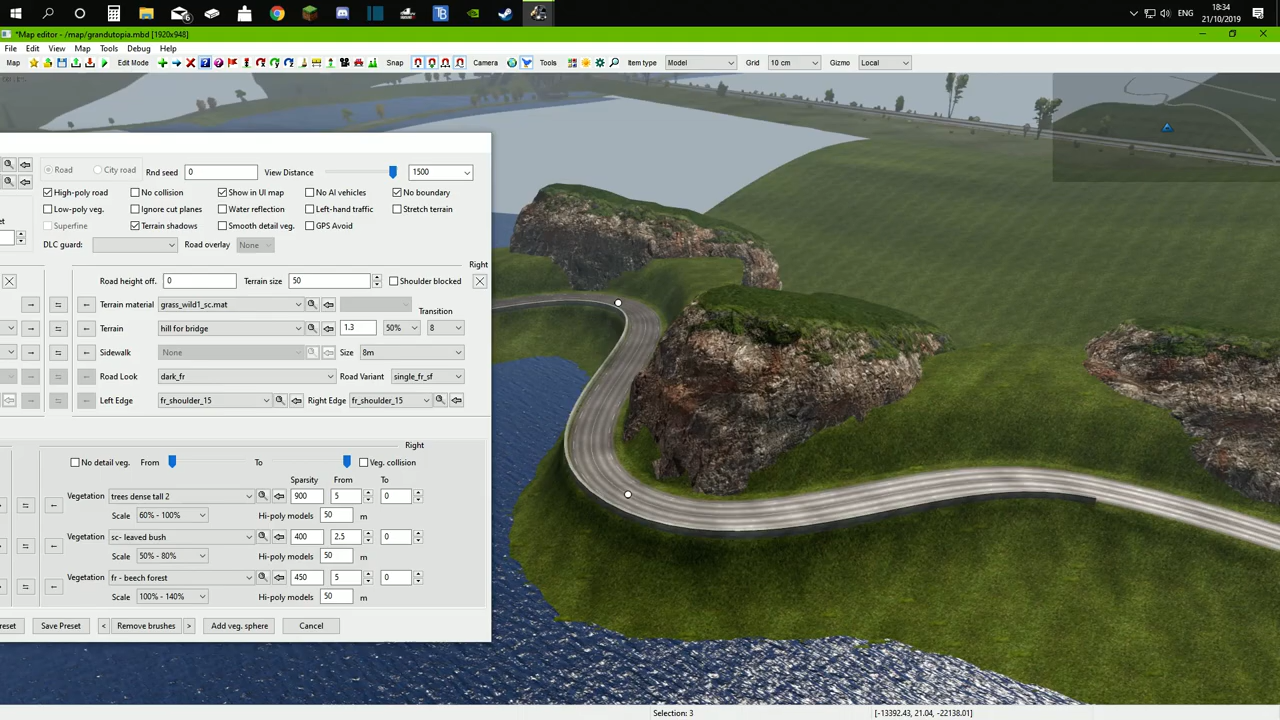 18:34
ENG
21/10/2019
6
TB
*Map editor - /map/grandutopia.mbd [1920x948]
File Edit View Map Tools Debug Help
Map Edit Mode Snap Camera Tools Item type Model Grid 10 cm Gizmo Local
Road City road Rnd seed 0 View Distance 1500
High-poly road No collision Show in UI map No AI vehicles No boundary
Low-poly veg. Ignore cut planes Water reflection Left-hand traffic Stretch terrain
Superfine Terrain shadows Smooth detail veg. GPS Avoid
DLC guard: Road overlay None
Right
Road height off. 0 Terrain size 50 Shoulder blocked
Terrain material grass_wild1_sc.mat
Transition
Terrain hill for bridge 1.3 50% 8
Sidewalk None Size 8m
Road Look dark_fr Road Variant single_fr_sf
Left Edge fr_shoulder_15 Right Edge fr_shoulder_15
Right
No detail veg. From To Veg. collision
Sparsity From To
Vegetation trees dense tall 2 900 5 0
Scale 60% - 100% Hi-poly models 50 m
Vegetation sc- leaved bush 400 2.5 0
Scale 50% - 80% Hi-poly models 50 m
Vegetation fr - beech forest 450 5 0
Scale 100% - 140% Hi-poly models 50 m
reset Save Preset < Remove brushes > Add veg. sphere Cancel
Selection: 3 [-13392.43, 21.04, -22138.01]